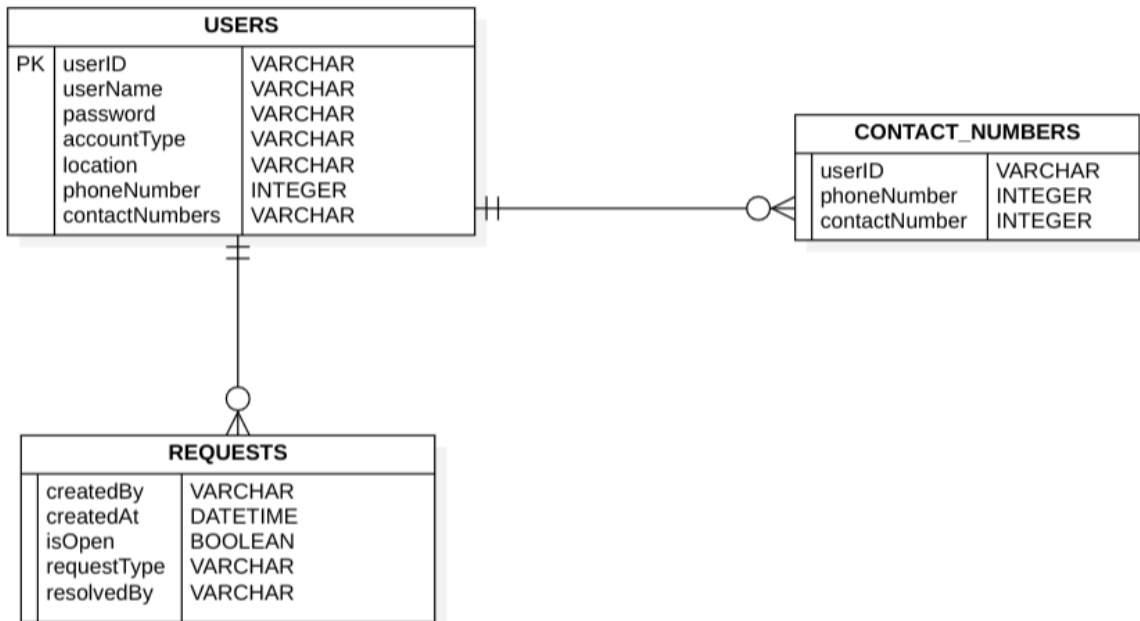 USERS
PK userID VARCHAR
userName VARCHAR
password VARCHAR
accountType VARCHAR
location VARCHAR
phoneNumber INTEGER
contactNumbers VARCHAR
CONTACT_NUMBERS
userID VARCHAR
phoneNumber INTEGER
contactNumber INTEGER
REQUESTS
createdBy VARCHAR
createdAt DATETIME
isOpen BOOLEAN
requestType VARCHAR
resolvedBy VARCHAR